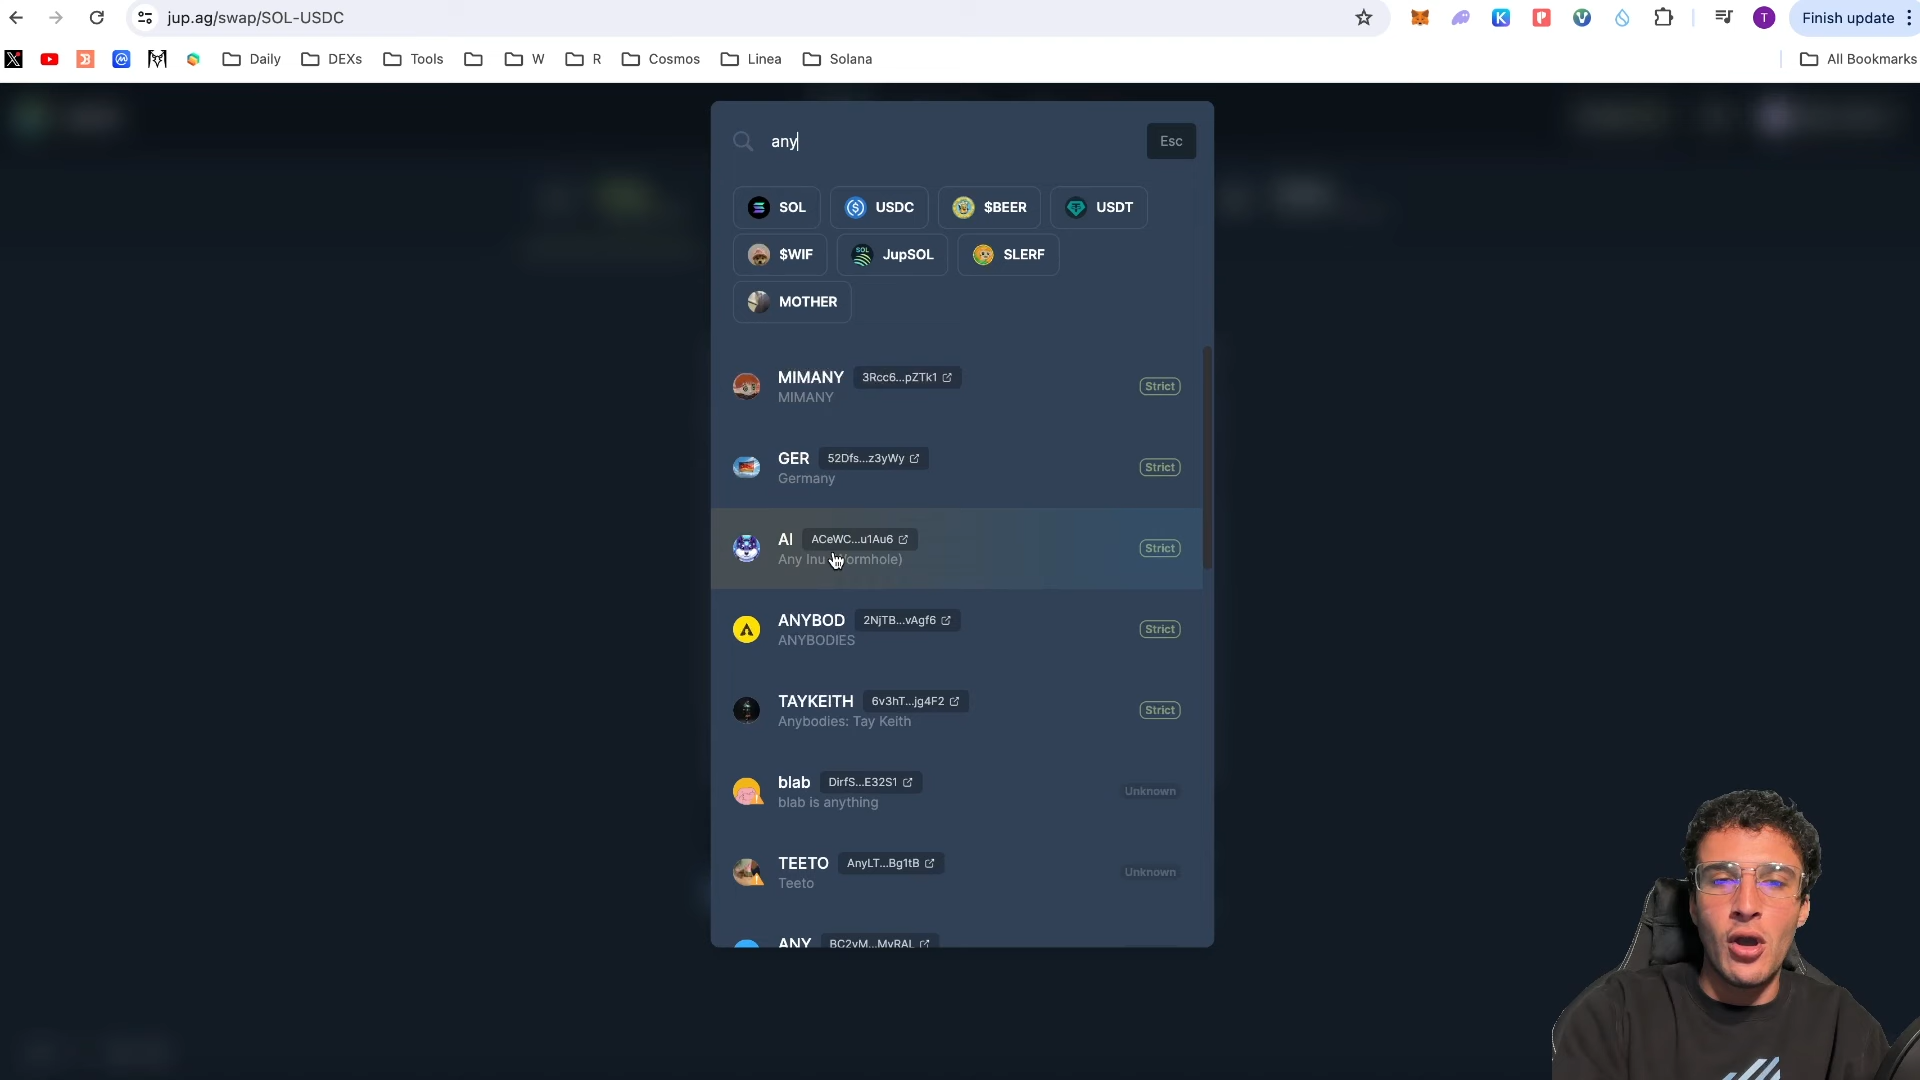 jup.ag/swap/SOL-USDC
Finish update
Daily
DEXs
Tools
W
R
Cosmos
Linea
Solana
All Bookmarks
any
Esc
SOL
USDC
$BEER
USDT
$WIF
JupSOL
SLERF
MOTHER
MIMANY 3Rcc6...pZTk1
MIMANY
Strict
GER 52Dfs...z3yWy
Germany
Strict
AI ACeWC...u1Au6
Any Inu ormhole)
Strict
ANYBOD 2NjTB...vAgf6
ANYBODIES
Strict
TAYKEITH 6v3hT...jg4F2
Anybodies: Tay Keith
Strict
blab DirfS...E32S1
blab is anything
Unknown
TEETO AnyLT...Bg1tB
Teeto
Unknown
ANY BC2yM...MyRAL